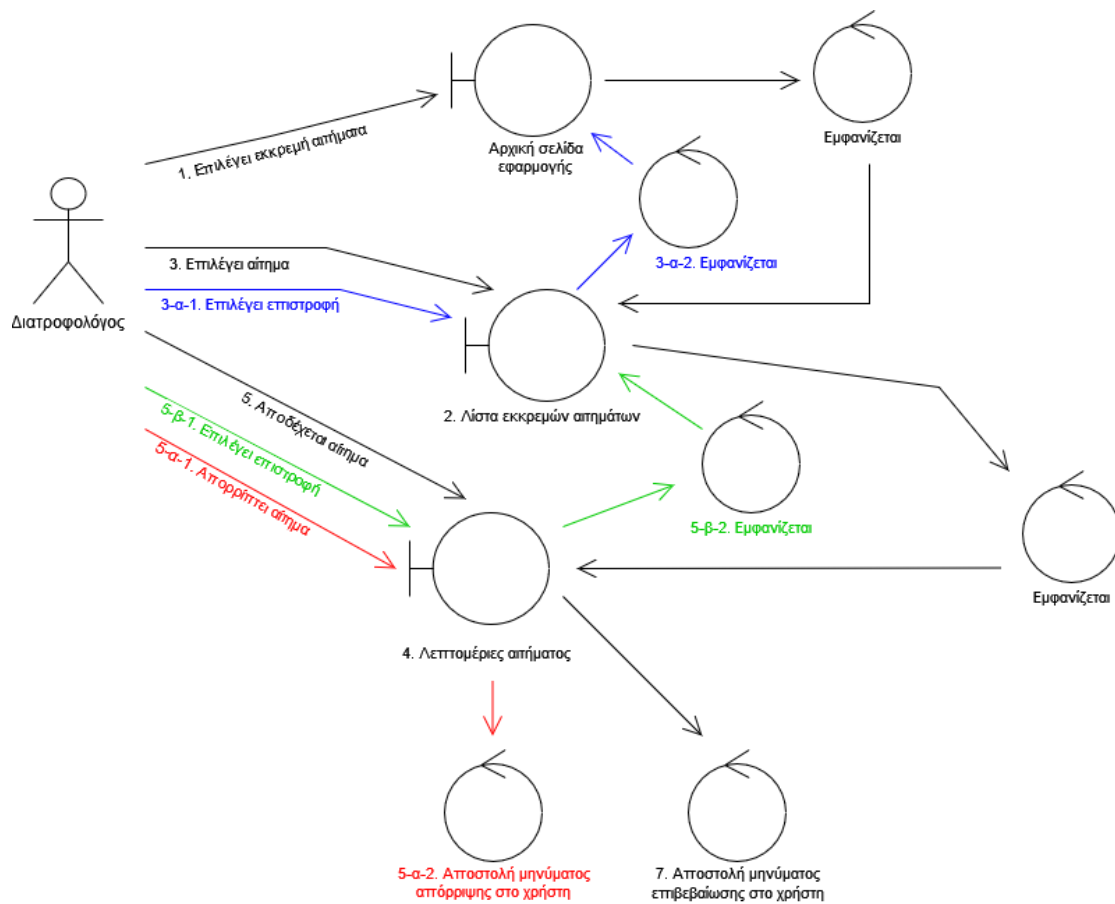 Αρχική σελίδα
εφαρμογής
Εμφανίζεται
1. Επιλέγει εκκρεμή αιτήματα
Διατροφολόγος
3. Επιλέγει αίτημα
3-α-1. Επιλέγει επιστροφή
3-α-2. Εμφανίζεται
2. Λίστα εκκρεμών αιτημάτων
5. Αποδέχεται αίτημα
5-β-1. Επιλέγει επιστροφή
5-α-1. Απορρίπτει αίτημα
5-β-2. Εμφανίζεται
Εμφανίζεται
4. Λεπτομέριες αιτήματος
5-α-2. Αποστολή μηνύματος
απόρριψης στο χρήστη
7. Αποστολή μηνύματος
επιβεβαίωσης στο χρήστη